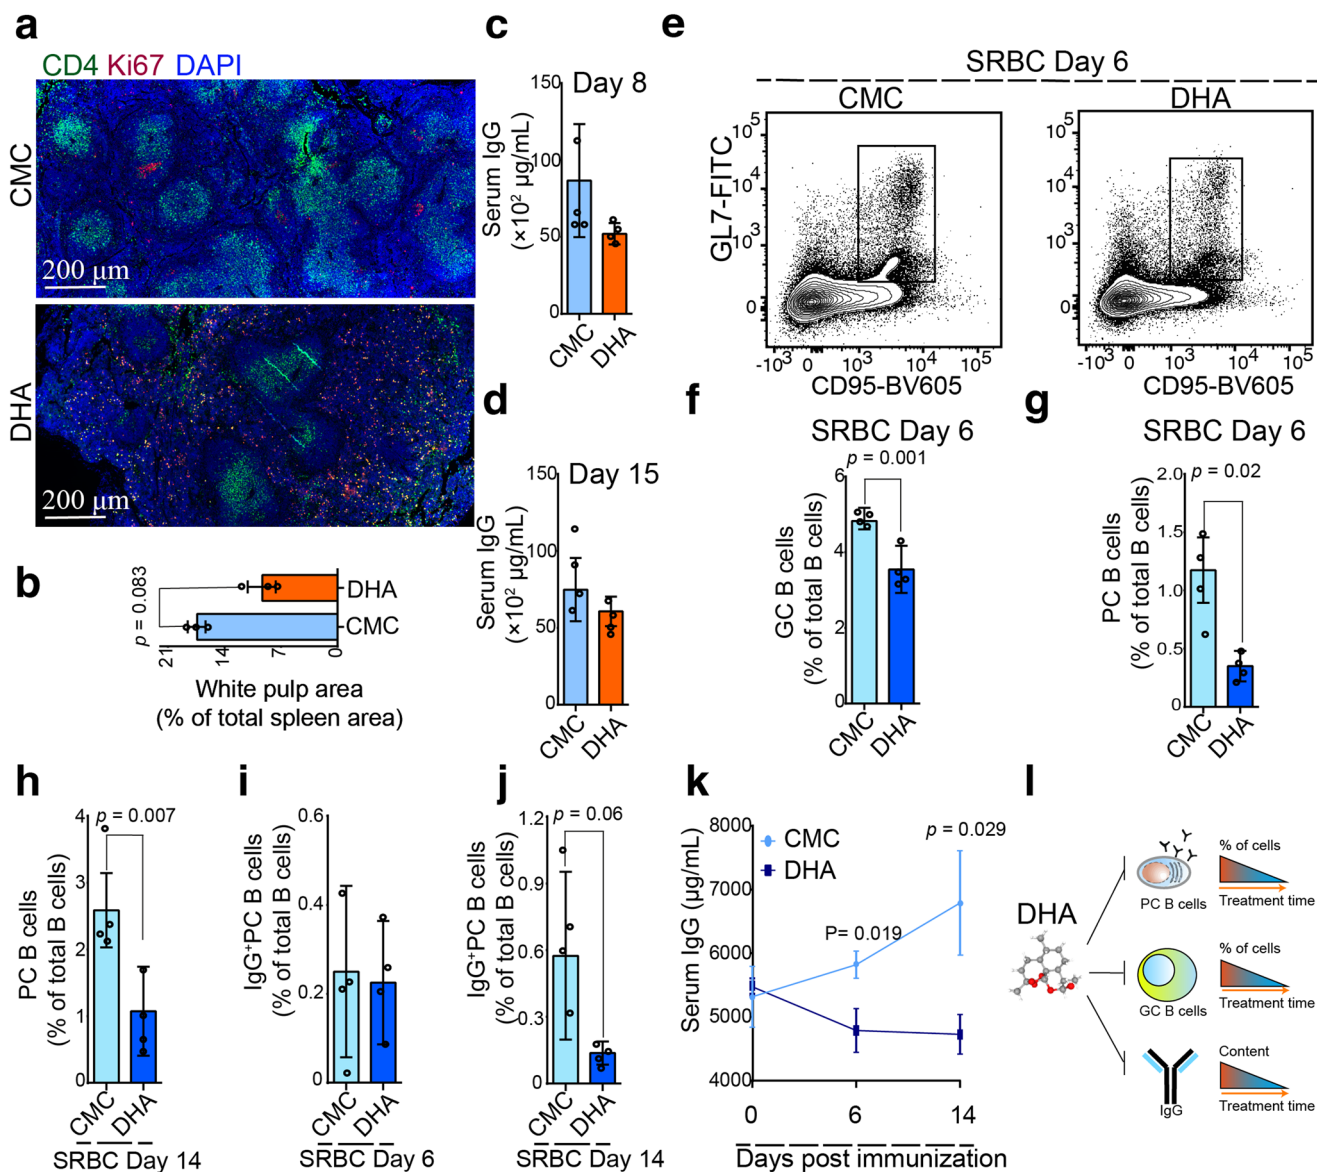 a
CD4 Ki67 DAPI
CMC
200 µm
DHA
200 µm
b
p = 0.083
DHA
CMC
21
14
7
0
White pulp area
(% of total spleen area)
c
Day 8
Serum IgG
(×10² µg/mL)
150
100
50
0
CMC
DHA
d
Day 15
Serum IgG
(×10² µg/mL)
150
100
50
0
CMC
DHA
e
SRBC Day 6
CMC
DHA
GL7-FITC
10⁵
10⁴
10³
0
-10³ 0 10³ 10⁴ 10⁵
CD95-BV605
10⁵
10⁴
10³
0
-10³ 0 10³ 10⁴ 10⁵
CD95-BV605
f
SRBC Day 6
p = 0.001
GC B cells
(% of total B cells)
6
4
2
0
CMC
DHA
g
SRBC Day 6
p = 0.02
PC B cells
(% of total B cells)
2.0
1.5
1.0
0.5
0
CMC
DHA
h
p = 0.007
PC B cells
(% of total B cells)
4
3
2
1
0
CMC
DHA
SRBC Day 14
i
IgG⁺PC B cells
(% of total B cells)
0.6
0.4
0.2
0
CMC
DHA
SRBC Day 6
j
p = 0.06
IgG⁺PC B cells
(% of total B cells)
1.2
0.9
0.6
0.3
0
CMC
DHA
SRBC Day 14
k
CMC
DHA
p = 0.029
P= 0.019
Serum IgG (µg/mL)
8000
7000
6000
5000
4000
0
6
14
Days post immunization
l
DHA
% of cells
PC B cells
Treatment time
% of cells
GC B cells
Treatment time
Content
IgG
Treatment time